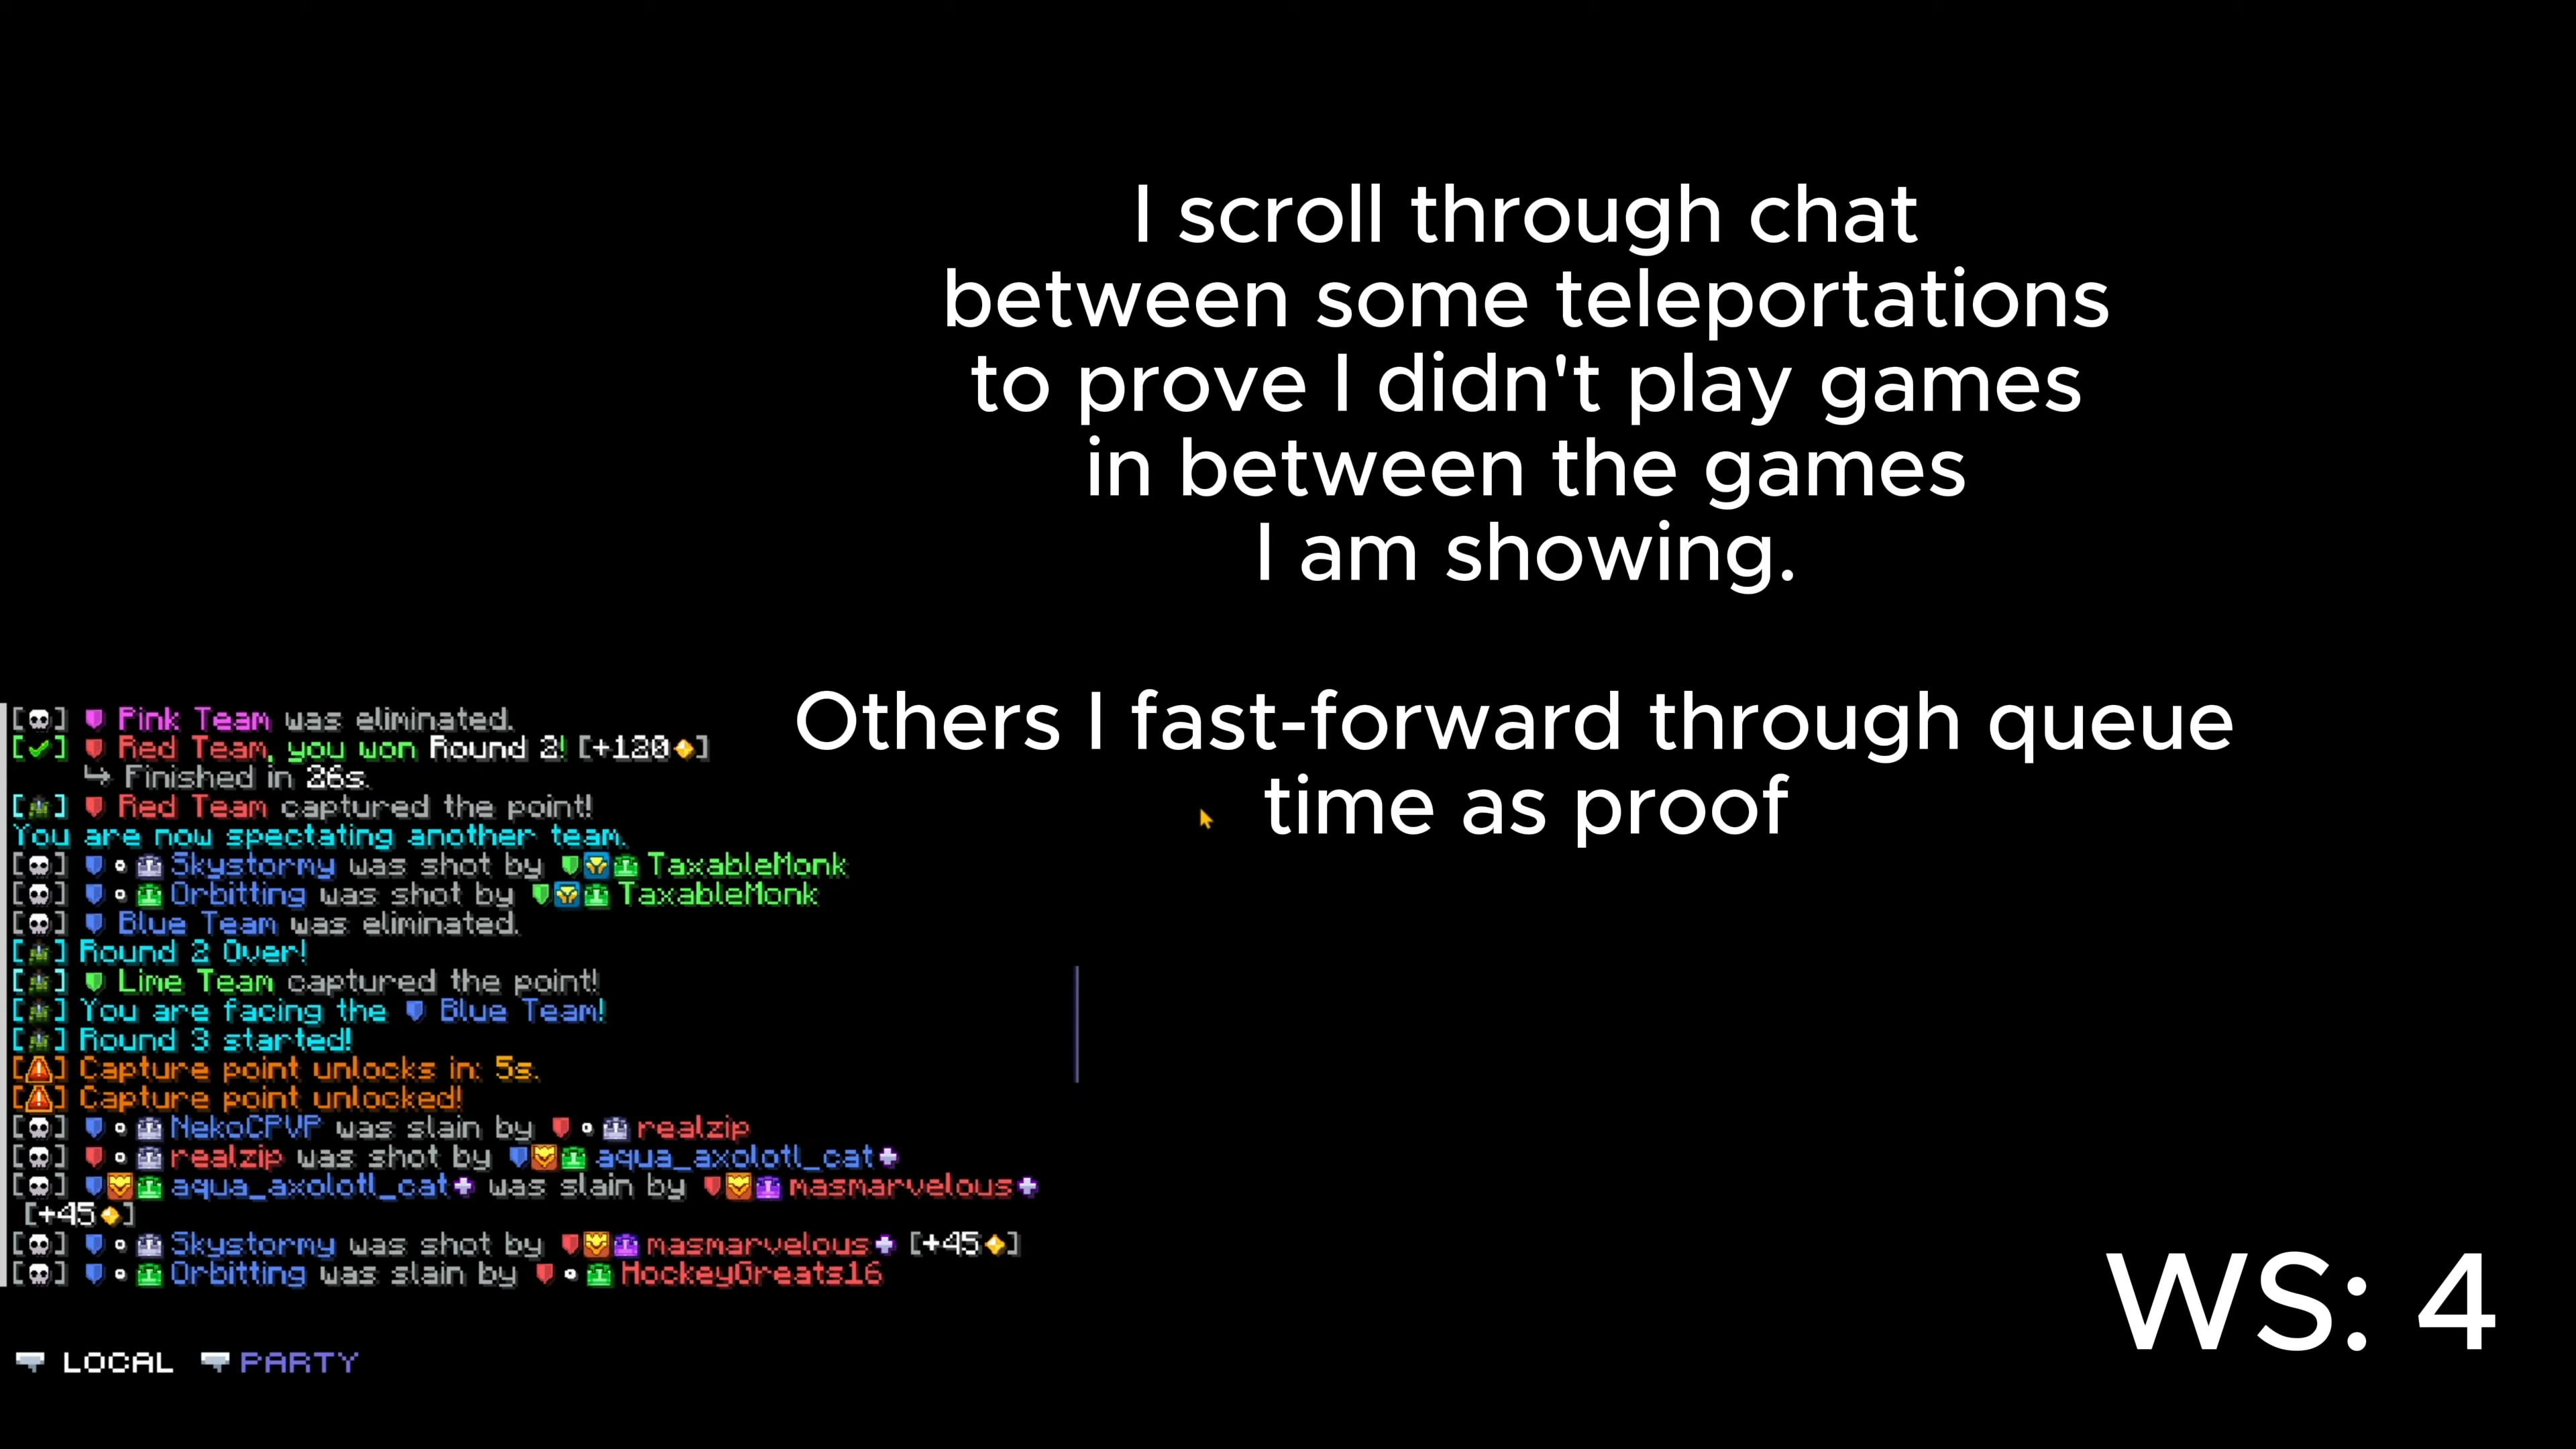 I scroll through chat
between some teleportations
to prove I didn't play games
in between the games
I am showing.
Others I fast-forward through queue
time as proof
[] Pink Team was eliminated.
[✓] Red Team, you won Round 2! [+120]
↪ Finished in 26s.
[] Red Team captured the point!
You are now spectating another team.
[] Skystormy was shot by TaxableMonk
[] Orbitting was shot by TaxableMonk
[] Blue Team was eliminated.
[] Round 2 Over!
[] Lime Team captured the point!
[] You are facing the Blue Team!
[] Round 3 started!
[⚠] Capture point unlocks in: 5s.
[⚠] Capture point unlocked!
[] NekoCPVP was slain by realzip
[] realzip was shot by aqua_axolotl_cat
[] aqua_axolotl_cat was slain by masmarvelous
[+45]
[] Skystormy was shot by masmarvelous [+45]
[] Orbitting was slain by HockeyGreats16
LOCAL PARTY
WS: 4